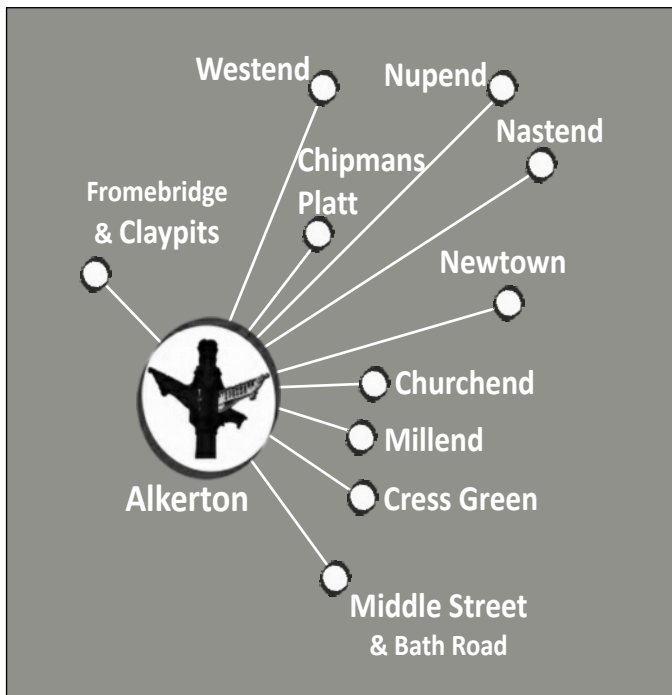 Westend
Nupend
Nastend
Chipmans
Platt
Fromebridge
& Claypits
Newtown
Churchend
Millend
Alkerton
Cress Green
Middle Street
& Bath Road